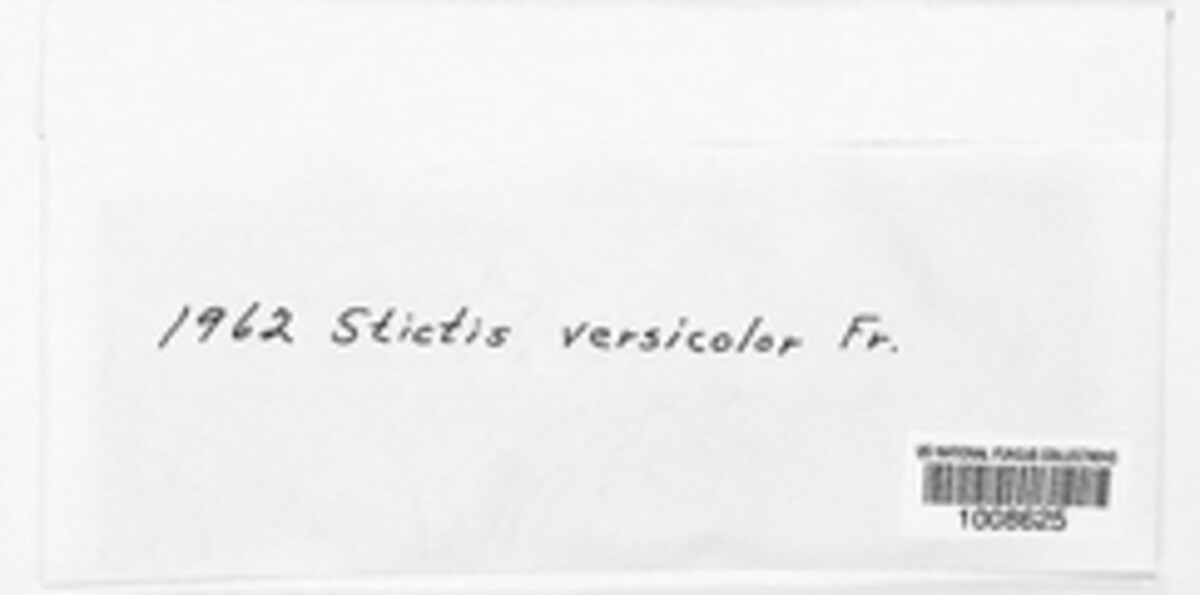 1962 Stictis versicolor Fr.
US NATIONAL FUNGUS COLLECTIONS
1008625